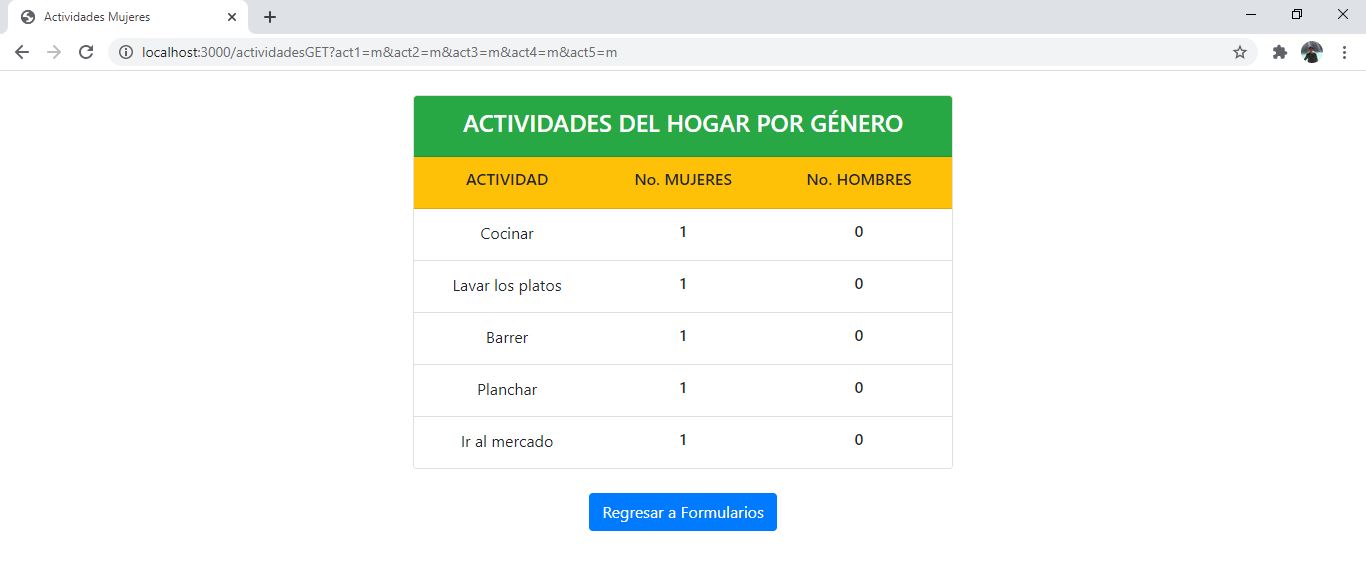 Actividades Mujeres
localhost:3000/actividadesGET?act1=m&act2=m&act3=m&act4=m&act5=m
ACTIVIDADES DEL HOGAR POR GÉNERO
ACTIVIDAD No. MUJERES No. HOMBRES
Cocinar 1 0
Lavar los platos 1 0
Barrer 1 0
Planchar 1 0
Ir al mercado 1 0
Regresar a Formularios